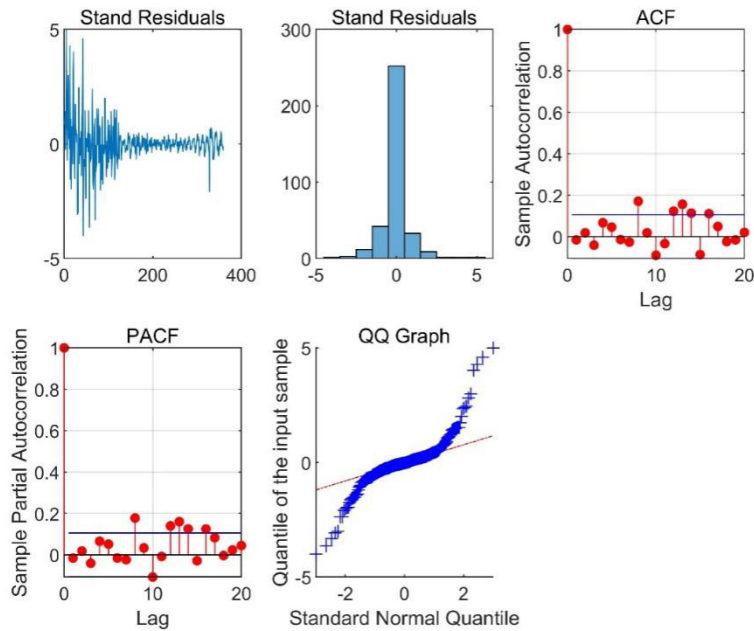 Stand Residuals
5
0
-5
0 200 400
Stand Residuals
300
200
100
0
-5 0 5
ACF
Sample Autocorrelation
1
0.8
0.6
0.4
0.2
0
0 10 20
Lag
PACF
Sample Partial Autocorrelation
1
0.8
0.6
0.4
0.2
0
0 10 20
Lag
QQ Graph
Quantile of the input sample
5
0
-5
-2 0 2
Standard Normal Quantile